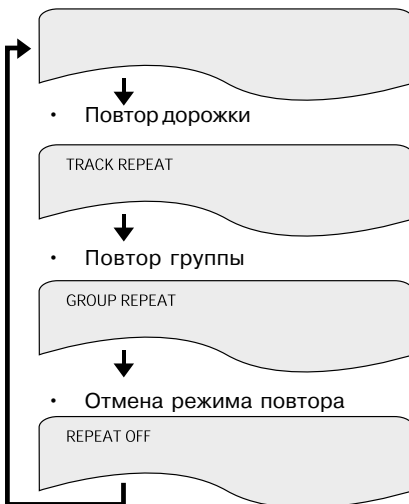 • Повтор дорожки
TRACK REPEAT
• Повтор группы
GROUP REPEAT
• Отмена режима повтора
REPEAT OFF